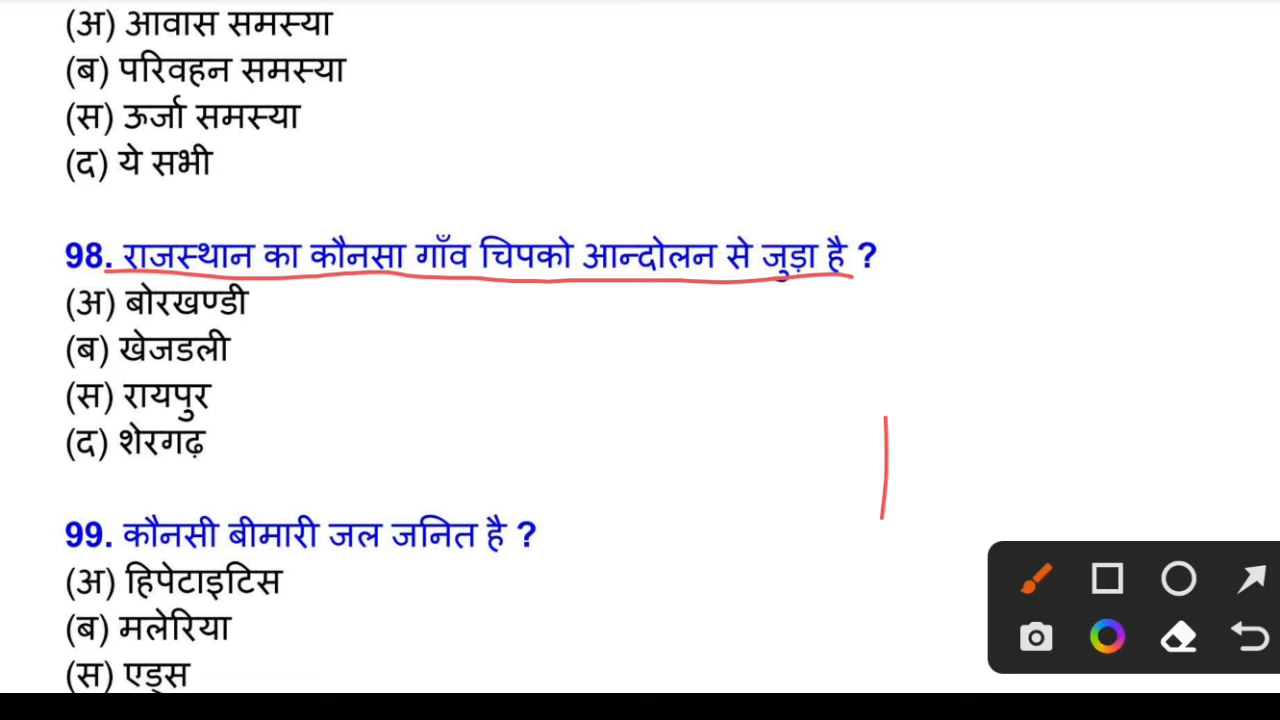 (अ) आवास समस्या
(ब) परिवहन समस्या
(स) ऊर्जा समस्या
(द) ये सभी
98. राजस्थान का कौनसा गाँव चिपको आन्दोलन से जुड़ा है ?
(अ) बोरखण्डी
(ब) खेजडली
(स) रायपुर
(द) शेरगढ़
99. कौनसी बीमारी जल जनित है ?
(अ) हिपेटाइटिस
(ब) मलेरिया
(स) एड्स